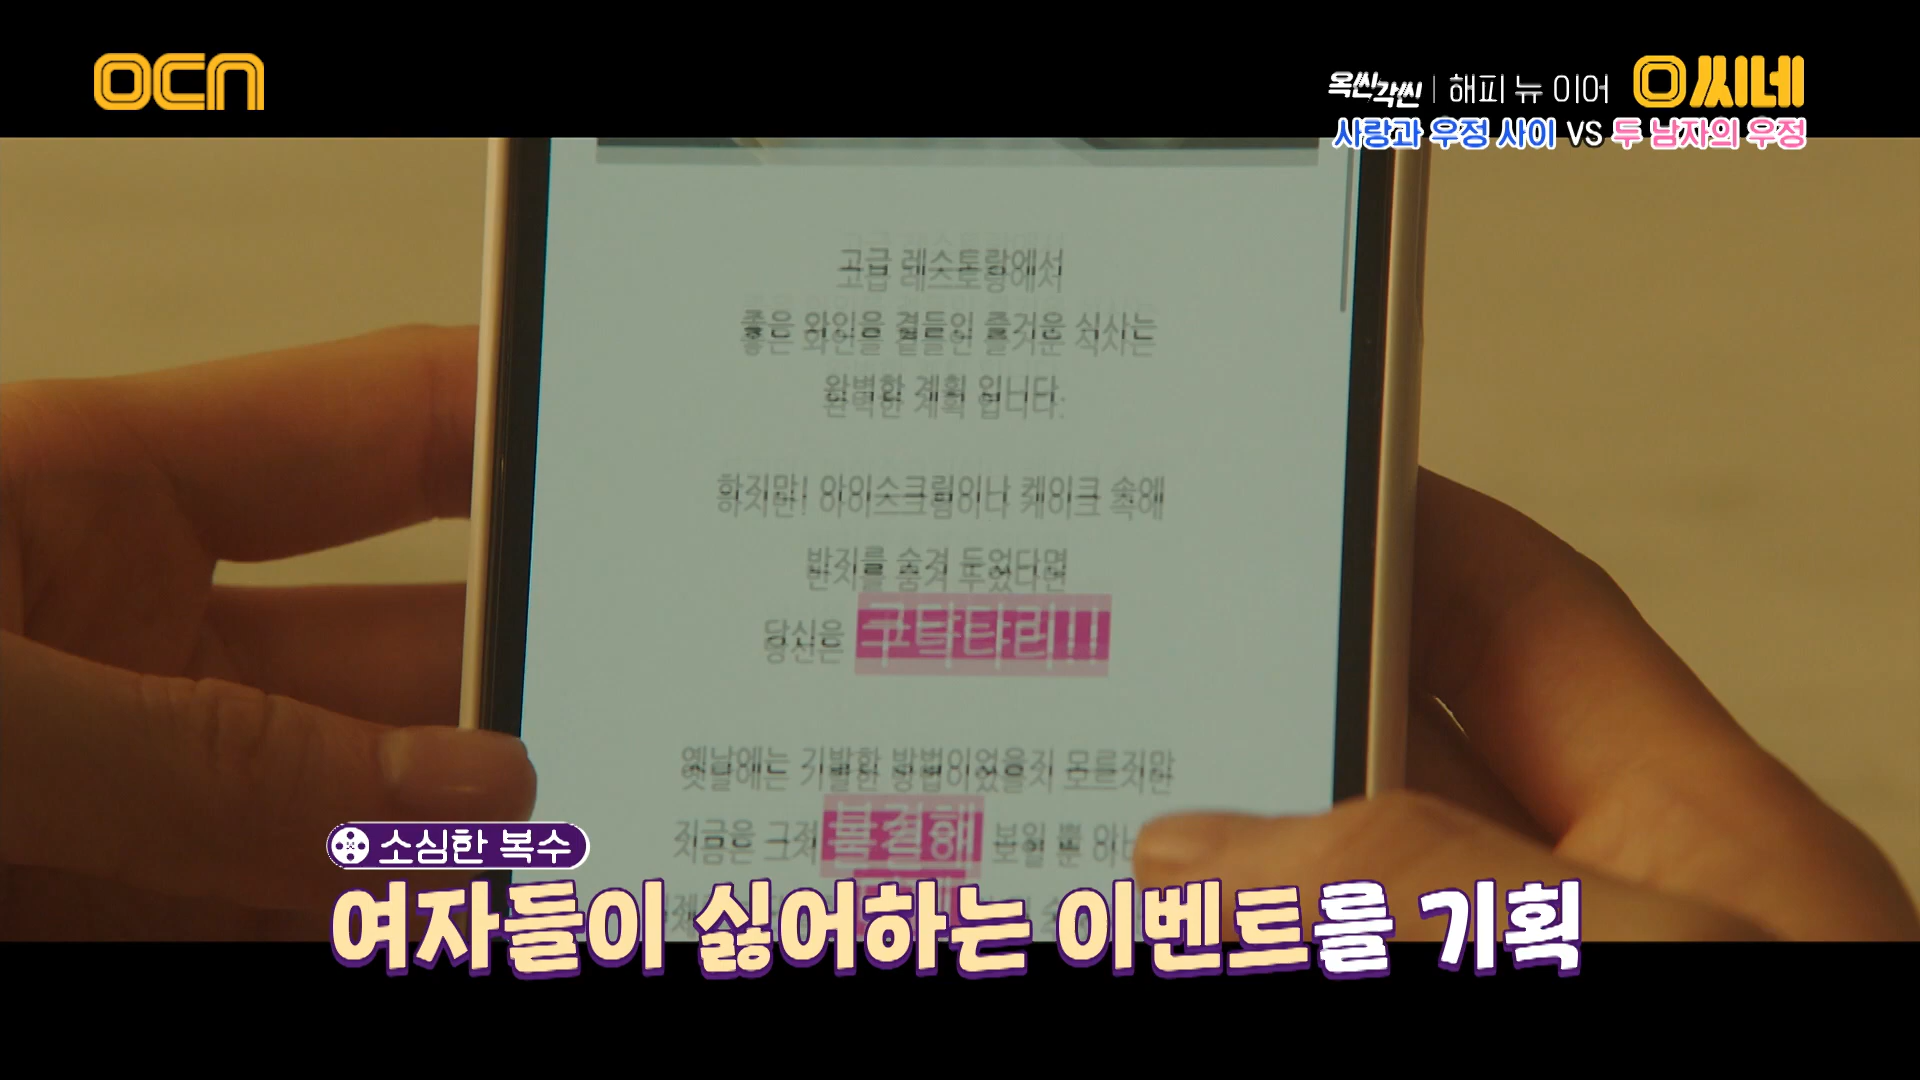 OCN
옥씬각씬 | 해피 뉴 이어 O씨네
사랑과 우정 사이 VS 두 남자의 우정
고급 레스토랑에서
좋은 와인을 곁들인 즐거운 식사는
완벽한 계획 입니다.
하지만! 아이스크림이나 케이크 속에
반지를 숨겨 두었다면
당신은 구닥다리!!
옛날에는 기발한 방법이었을지 모르지만
지금은 그저 불결해 보일 뿐
소심한 복수
여자들이 싫어하는 이벤트를 기획